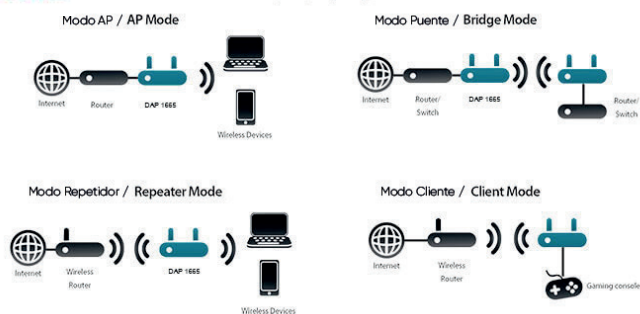 Modo AP / AP Mode
Internet
Router
DAP 1665
Wireless Devices
Modo Puente / Bridge Mode
Internet
Router/
Switch
DAP 1665
Router/
Switch
Modo Repetidor / Repeater Mode
Internet
Wireless
Router
DAP 1665
Wireless Devices
Modo Cliente / Client Mode
Internet
Wireless
Router
Gaming console